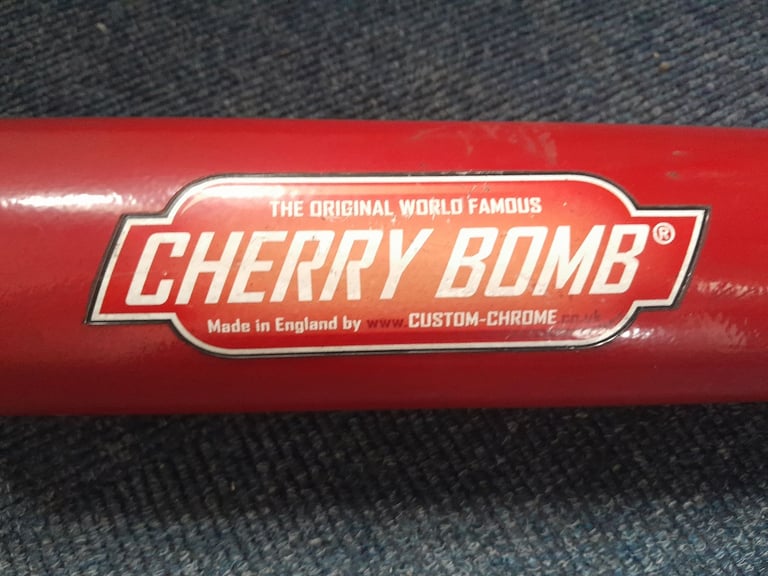 THE ORIGINAL WORLD FAMOUS
CHERRY BOMB®
Made in England by www.CUSTOM-CHROME.co.uk